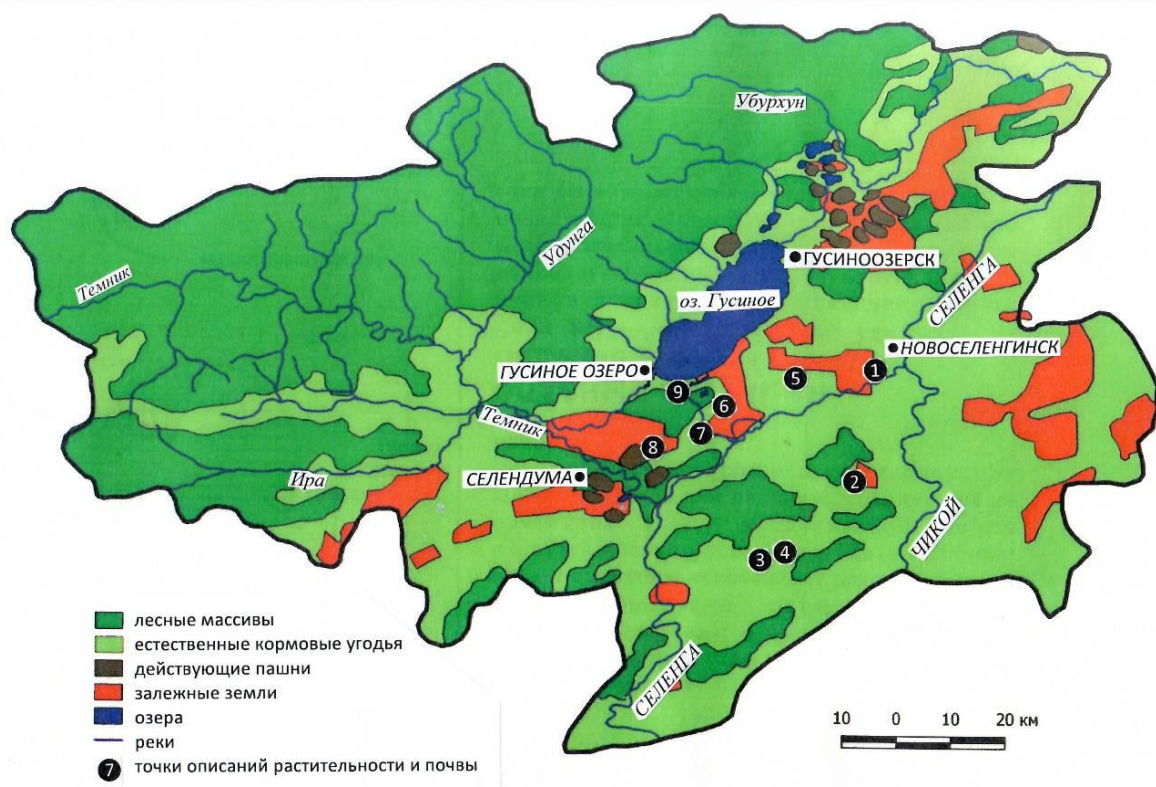 Убурхун
Удунга
Темник
ГУСИНООЗЕРСК
СЕЛЕНГА
оз. Гусиное
НОВОСЕЛЕНГИНСК
ГУСИНОЕ ОЗЕРО
1
5
9
6
Темник
7
8
Ира
СЕЛЕНДУМА
2
ЧИКОЙ
3
4
СЕЛЕНГА
лесные массивы
естественные кормовые угодья
действующие пашни
залежные земли
озера
реки
7 точки описаний растительности и почвы
10 0 10 20 км